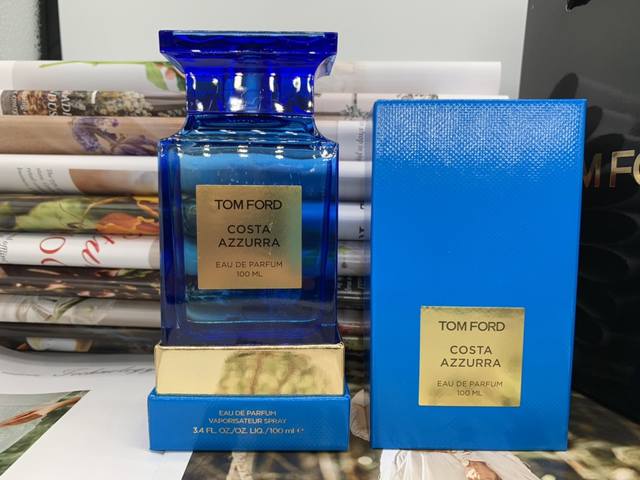 TOM FORD
COSTA
AZZURRA
EAU DE PARFUM
100 ML
EAU DE PARFUM
VAPORISATEUR SPRAY
3.4 FL. OZ./OZ. LIQ./100 ml e
TOM FORD
COSTA
AZZURRA
EAU DE PARFUM
100 ML
M FO